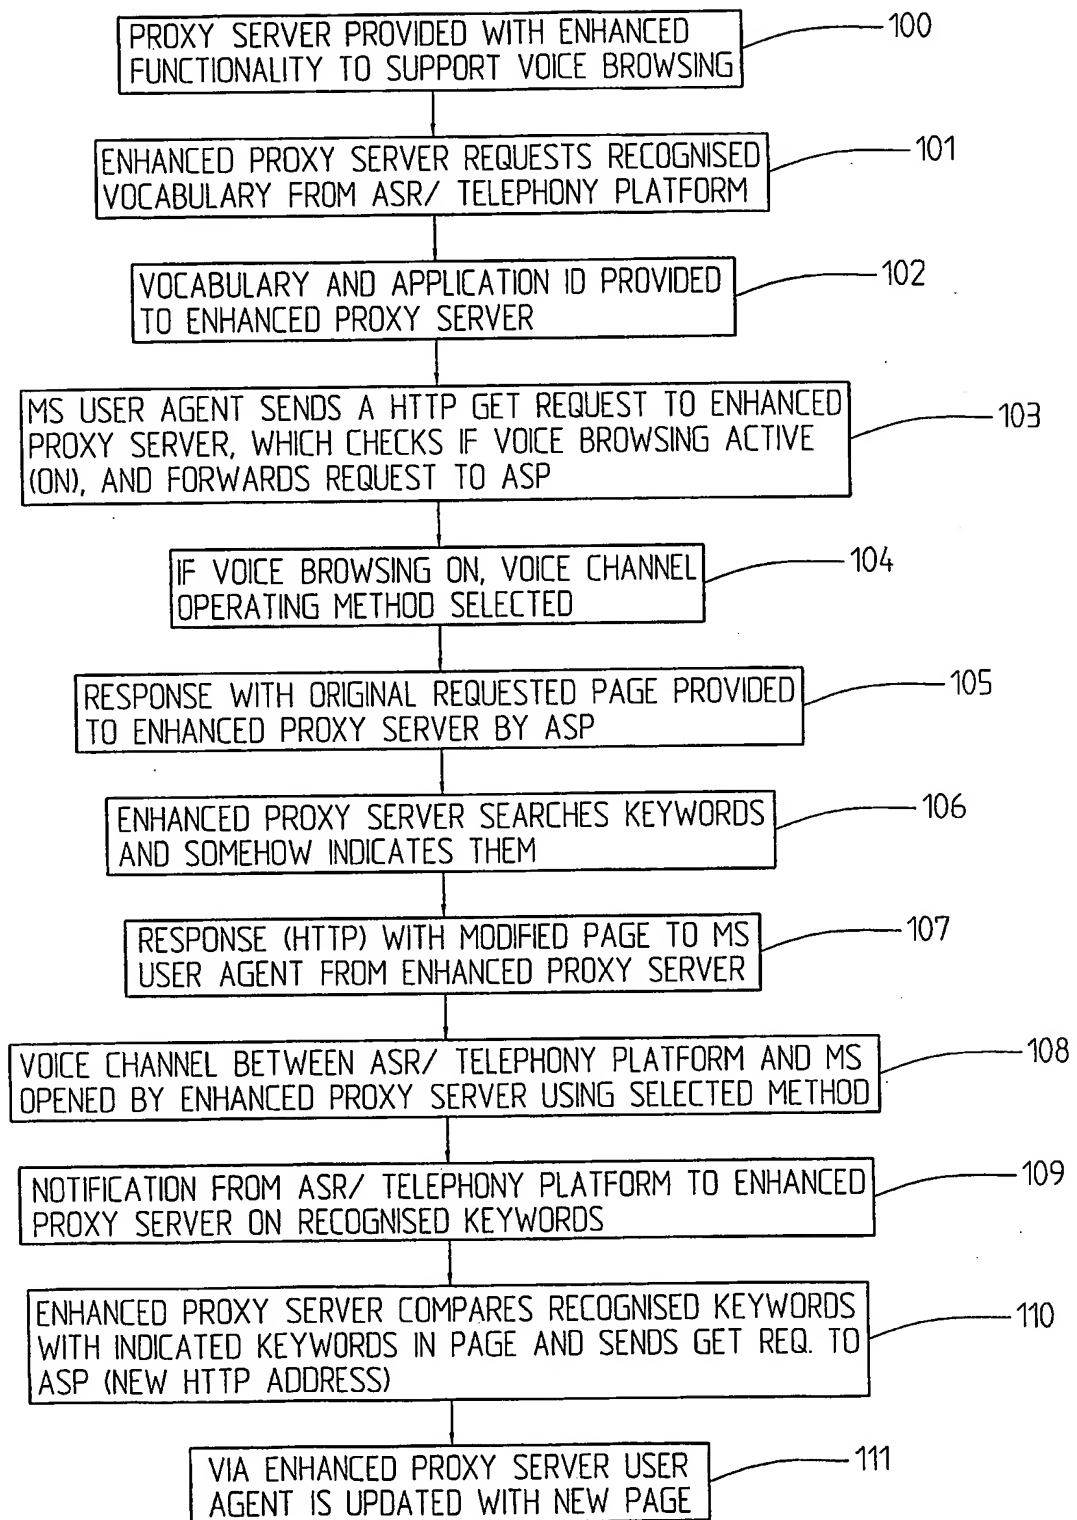 PROXY SERVER PROVIDED WITH ENHANCED
FUNCTIONALITY TO SUPPORT VOICE BROWSING
100
ENHANCED PROXY SERVER REQUESTS RECOGNISED
VOCABULARY FROM ASR/ TELEPHONY PLATFORM
101
VOCABULARY AND APPLICATION ID PROVIDED
TO ENHANCED PROXY SERVER
102
MS USER AGENT SENDS A HTTP GET REQUEST TO ENHANCED
PROXY SERVER, WHICH CHECKS IF VOICE BROWSING ACTIVE
(ON), AND FORWARDS REQUEST TO ASP
103
IF VOICE BROWSING ON, VOICE CHANNEL
OPERATING METHOD SELECTED
104
RESPONSE WITH ORIGINAL REQUESTED PAGE PROVIDED
TO ENHANCED PROXY SERVER BY ASP
105
ENHANCED PROXY SERVER SEARCHES KEYWORDS
AND SOMEHOW INDICATES THEM
106
RESPONSE (HTTP) WITH MODIFIED PAGE TO MS
USER AGENT FROM ENHANCED PROXY SERVER
107
VOICE CHANNEL BETWEEN ASR/ TELEPHONY PLATFORM AND MS
OPENED BY ENHANCED PROXY SERVER USING SELECTED METHOD
108
NOTIFICATION FROM ASR/ TELEPHONY PLATFORM TO ENHANCED
PROXY SERVER ON RECOGNISED KEYWORDS
109
ENHANCED PROXY SERVER COMPARES RECOGNISED KEYWORDS
WITH INDICATED KEYWORDS IN PAGE AND SENDS GET REQ. TO
ASP (NEW HTTP ADDRESS)
110
VIA ENHANCED PROXY SERVER USER
AGENT IS UPDATED WITH NEW PAGE
111